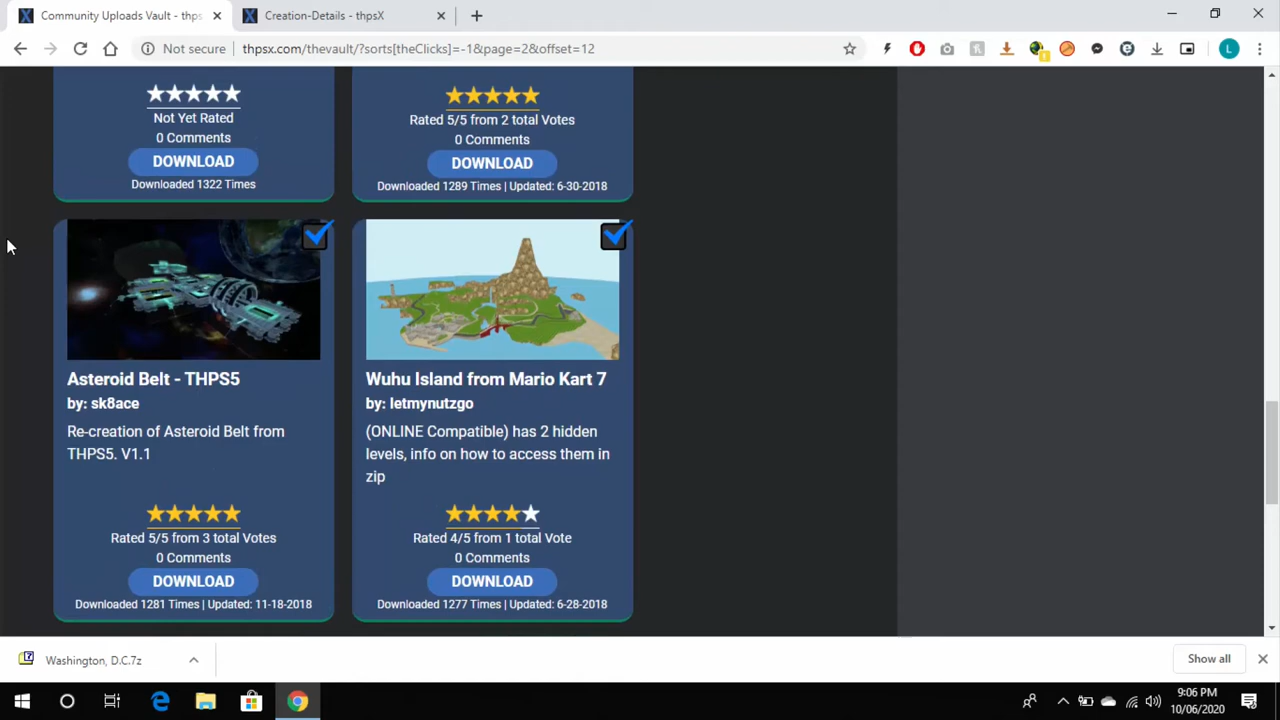 Community Uploads Vault - thps
Creation-Details - thpsX
Not secure
thpsx.com/thevault/?sorts[theClicks]=-1&page=2&offset=12
L
Not Yet Rated
0 Comments
DOWNLOAD
Downloaded 1322 Times
Rated 5/5 from 2 total Votes
0 Comments
DOWNLOAD
Downloaded 1289 Times | Updated: 6-30-2018
Asteroid Belt - THPS5
by: sk8ace
Re-creation of Asteroid Belt from
THPS5. V1.1
Rated 5/5 from 3 total Votes
0 Comments
DOWNLOAD
Downloaded 1281 Times | Updated: 11-18-2018
Wuhu Island from Mario Kart 7
by: letmynutzgo
(ONLINE Compatible) has 2 hidden
levels, info on how to access them in
zip
Rated 4/5 from 1 total Vote
0 Comments
DOWNLOAD
Downloaded 1277 Times | Updated: 6-28-2018
Washington, D.C.7z
Show all
9:06 PM
10/06/2020